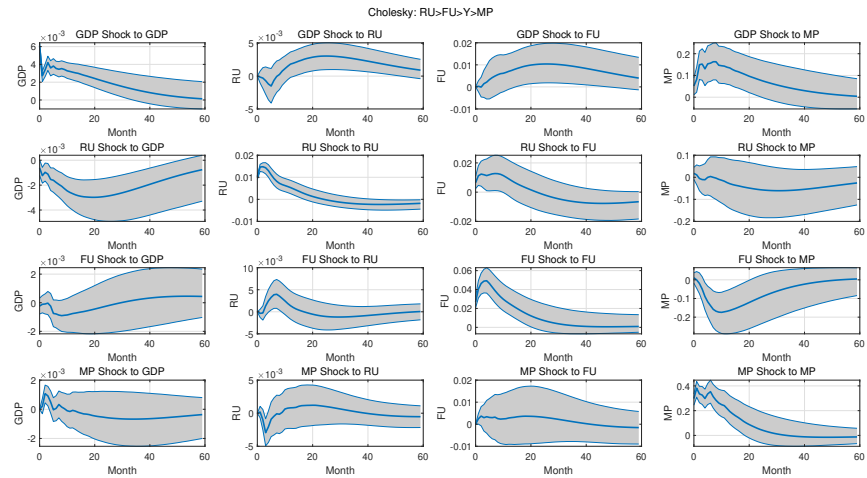 Cholesky: RU>FU>Y>MP
×10⁻³ GDP Shock to GDP
GDP
6
4
2
0
0 20 40 60
Month
×10⁻³ GDP Shock to RU
RU
5
0
-5
0 20 40 60
Month
GDP Shock to FU
FU
0.02
0.01
0
-0.01
0 20 40 60
Month
GDP Shock to MP
MP
0.2
0.1
0
0 20 40 60
Month
×10⁻³ RU Shock to GDP
GDP
0
-2
-4
0 20 40 60
Month
RU Shock to RU
RU
0.02
0.01
0
-0.01
0 20 40 60
Month
RU Shock to FU
FU
0.02
0
-0.02
0 20 40 60
Month
RU Shock to MP
MP
0.1
0
-0.1
-0.2
0 20 40 60
Month
×10⁻³ FU Shock to GDP
GDP
2
0
-2
0 20 40 60
Month
×10⁻³ FU Shock to RU
RU
10
5
0
-5
0 20 40 60
Month
FU Shock to FU
FU
0.06
0.04
0.02
0
0 20 40 60
Month
FU Shock to MP
MP
0
-0.1
-0.2
0 20 40 60
Month
×10⁻³ MP Shock to GDP
GDP
2
0
-2
0 20 40 60
Month
×10⁻³ MP Shock to RU
RU
5
0
-5
0 20 40 60
Month
MP Shock to FU
FU
0.02
0.01
0
-0.01
0 20 40 60
Month
MP Shock to MP
MP
0.4
0.2
0
0 20 40 60
Month